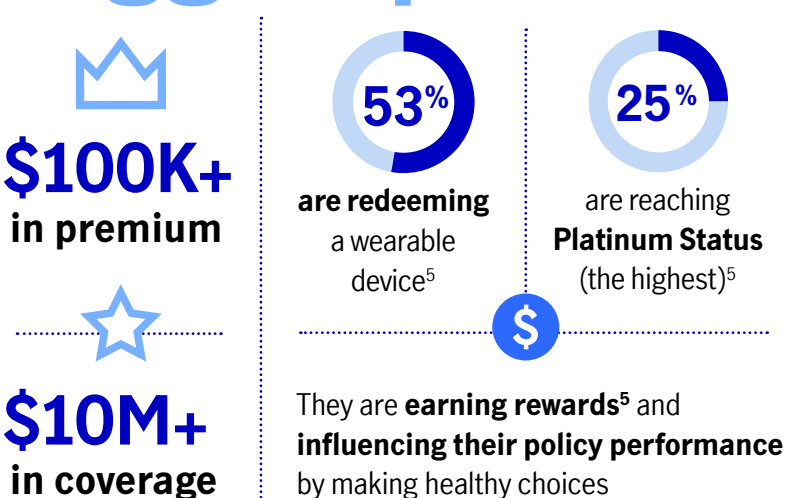 $100K+
in premium
$10M+
in coverage
53%
are redeeming
a wearable
device⁵
25%
are reaching
Platinum Status
(the highest)⁵
$
They are earning rewards⁵ and
influencing their policy performance
by making healthy choices